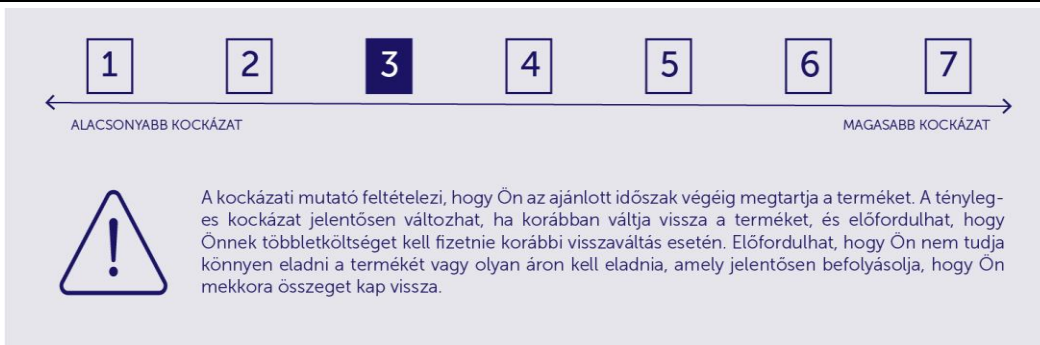 1 2 3 4 5 6 7
ALACSONYABB KOCKÁZAT MAGASABB KOCKÁZAT
A kockázati mutató feltételezi, hogy Ön az ajánlott időszak végéig megtartja a terméket. A tényleg-
es kockázat jelentősen változhat, ha korábban váltja vissza a terméket, és előfordulhat, hogy
Önnek többletköltséget kell fizetnie korábbi visszaváltás esetén. Előfordulhat, hogy Ön nem tudja
könnyen eladni a termékét vagy olyan áron kell eladnia, amely jelentősen befolyásolja, hogy Ön
mekkora összeget kap vissza.